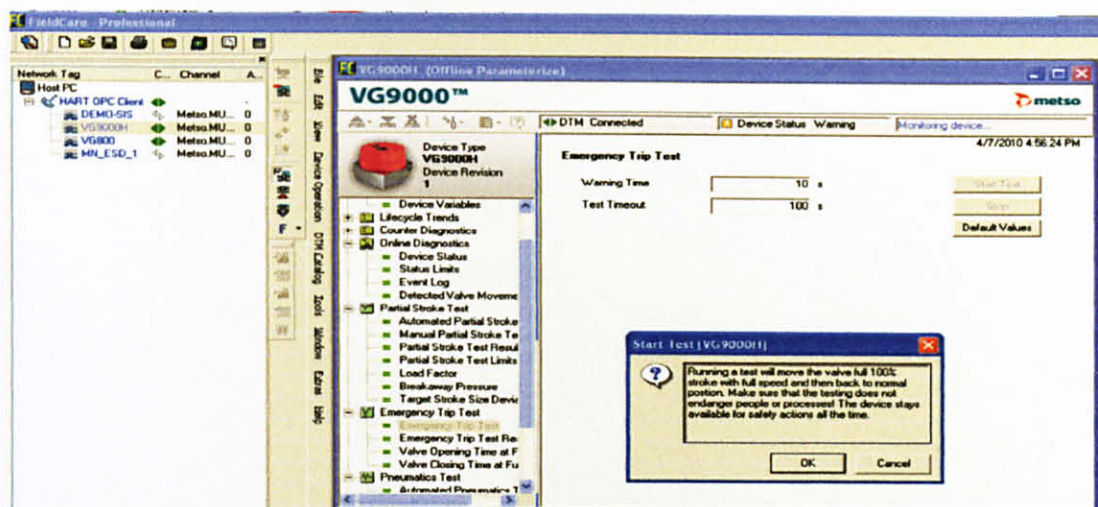 FieldCare - Professional
Network Tag C... Channel A...
Host PC
HART OPC Client -
DEMO-SIS Metso.MU... 0
VG9000H Metso.MU... 0
VG800 Metso.MU... 0
MN_ESD_1 Metso.MU... 0
File Edit View Device Operation DTM Catalog Tools Window Extras Help
VG9000H (Offline Parameterize)
VG9000™
metso
DTM Connected
Device Status Warning
Monitoring device...
4/7/2010 4:56:24 PM
Device Type
VG9000H
Device Revision
1
Device Variables
Lifecycle Trends
Counter Diagnostics
Online Diagnostics
Device Status
Status Limits
Event Log
Detected Valve Moveme
Partial Stroke Test
Automated Partial Stroke
Manual Partial Stroke Te
Partial Stroke Test Resul
Partial Stroke Test Limits
Load Factor
Breakaway Pressure
Target Stroke Size Devia
Emergency Trip Test
Emergency Trip Test
Emergency Trip Test Res
Valve Opening Time at F
Valve Closing Time at Fu
Pneumatics Test
Automated Pneumatics T
Emergency Trip Test
Warning Time 10 s
Test Timeout 100 s
Start Test
Stop
Default Values
Start Test [VG9000H]
Running a test will move the valve full 100%
stroke with full speed and then back to normal
postion. Make sure that the testing does not
endanger people or processes! The device stays
available for safety actions all the time.
OK Cancel